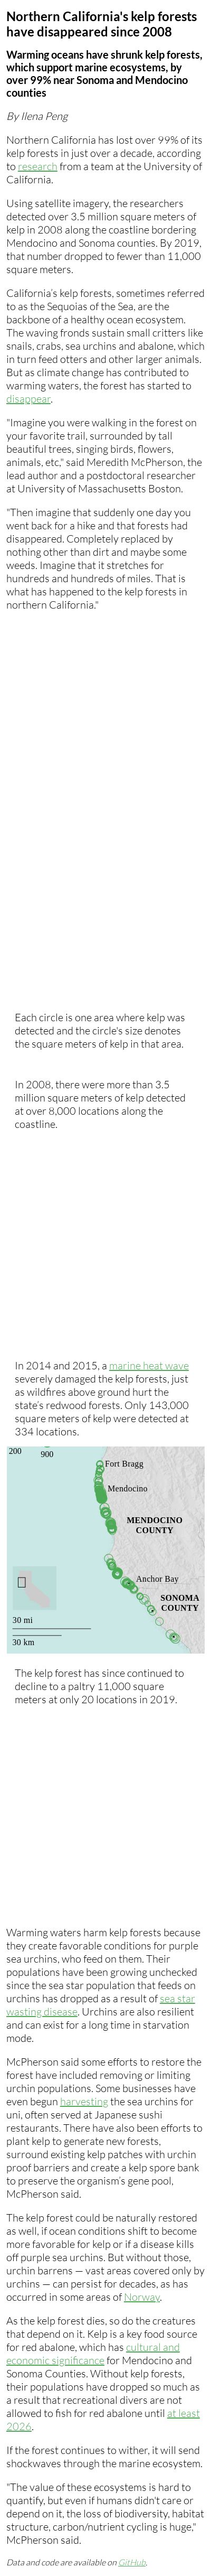 Northern California's kelp forests
have disappeared since 2008
Warming oceans have shrunk kelp forests,
which support marine ecosystems, by
over 99% near Sonoma and Mendocino
counties
By Ilena Peng
Northern California has lost over 99% of its
kelp forests in just over a decade, according
to research from a team at the University of
California.
Using satellite imagery, the researchers
detected over 3.5 million square meters of
kelp in 2008 along the coastline bordering
Mendocino and Sonoma counties. By 2019,
that number dropped to fewer than 11,000
square meters.
California's kelp forests, sometimes referred
to as the Sequoias of the Sea, are the
backbone of a healthy ocean ecosystem.
The waving fronds sustain small critters like
snails, crabs, sea urchins and abalone, which
in turn feed otters and other larger animals.
But as climate change has contributed to
warming waters, the forest has started to
disappear.
"Imagine you were walking in the forest on
your favorite trail, surrounded by tall
beautiful trees, singing birds, flowers,
animals, etc," said Meredith McPherson, the
lead author and a postdoctoral researcher
at University of Massachusetts Boston.
"Then imagine that suddenly one day you
went back for a hike and that forests had
disappeared. Completely replaced by
nothing other than dirt and maybe some
weeds. Imagine that it stretches for
hundreds and hundreds of miles. That is
what has happened to the kelp forests in
northern California."
Each circle is one area where kelp was
detected and the circle's size denotes
the square meters of kelp in that area.
In 2008, there were more than 3.5
million square meters of kelp detected
at over 8,000 locations along the
coastline.
In 2014 and 2015, a marine heat wave
severely damaged the kelp forests, just
as wildfires above ground hurt the
state's redwood forests. Only 143,000
square meters of kelp were detected at
334 locations.
200
900
Fort Bragg
Mendocino
MENDOCINO
COUNTY
Anchor Bay
SONOMA
COUNTY
30 mi
30 km
The kelp forest has since continued to
decline to a paltry 11,000 square
meters at only 20 locations in 2019.
Warming waters harm kelp forests because
they create favorable conditions for purple
sea urchins, who feed on them. Their
populations have been growing unchecked
since the sea star population that feeds on
urchins has dropped as a result of sea star
wasting disease. Urchins are also resilient
and can exist for a long time in starvation
mode.
McPherson said some efforts to restore the
forest have included removing or limiting
urchin populations. Some businesses have
even begun harvesting the sea urchins for
uni, often served at Japanese sushi
restaurants. There have also been efforts to
plant kelp to generate new forests,
surround existing kelp patches with urchin
proof barriers and create a kelp spore bank
to preserve the organism's gene pool,
McPherson said.
The kelp forest could be naturally restored
as well, if ocean conditions shift to become
more favorable for kelp or if a disease kills
off purple sea urchins. But without those,
urchin barrens — vast areas covered only by
urchins — can persist for decades, as has
occurred in some areas of Norway.
As the kelp forest dies, so do the creatures
that depend on it. Kelp is a key food source
for red abalone, which has cultural and
economic significance for Mendocino and
Sonoma Counties. Without kelp forests,
their populations have dropped so much as
a result that recreational divers are not
allowed to fish for red abalone until at least
2026.
If the forest continues to wither, it will send
shockwaves through the marine ecosystem.
"The value of these ecosystems is hard to
quantify, but even if humans didn't care or
depend on it, the loss of biodiversity, habitat
structure, carbon/nutrient cycling is huge,"
McPherson said.
Data and code are available on GitHub.